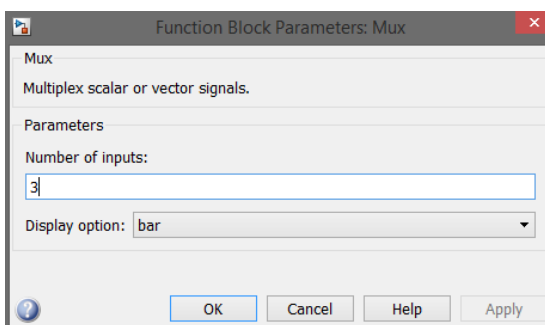 Function Block Parameters: Mux
Mux
Multiplex scalar or vector signals.
Parameters
Number of inputs:
3
Display option: bar
OK Cancel Help Apply